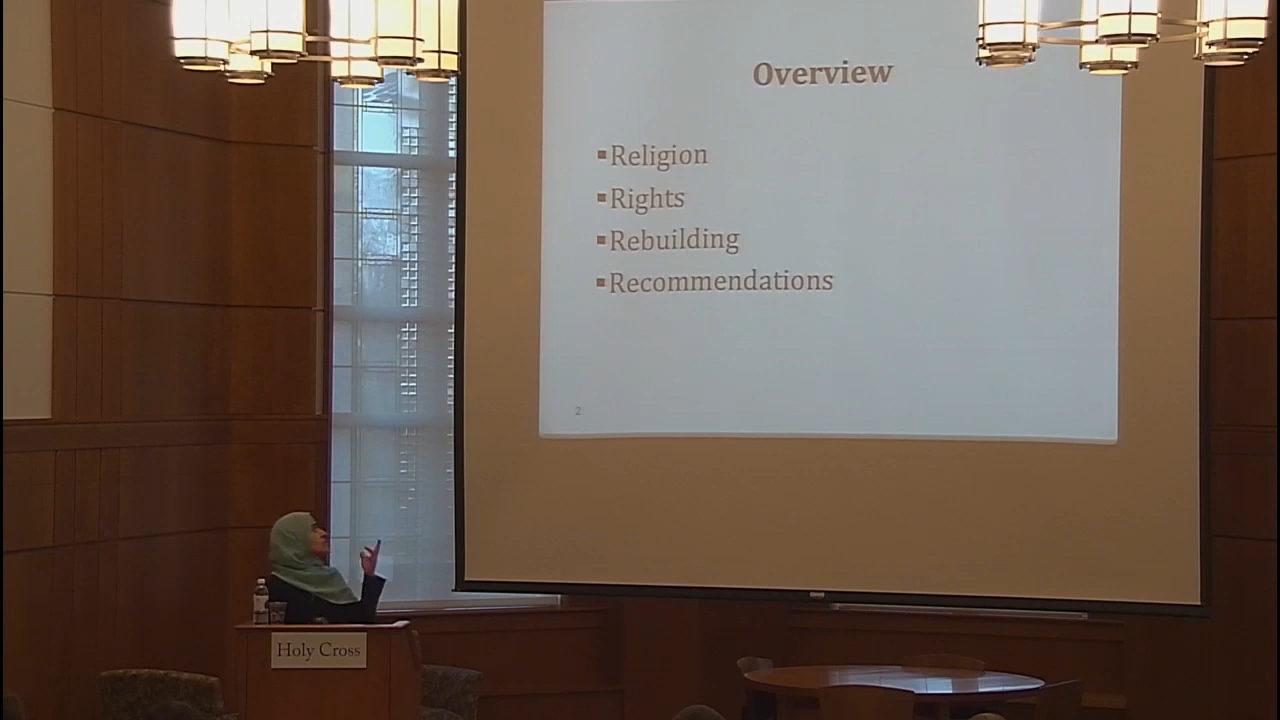 Overview
▪Religion
▪Rights
▪Rebuilding
▪Recommendations
2
Holy Cross